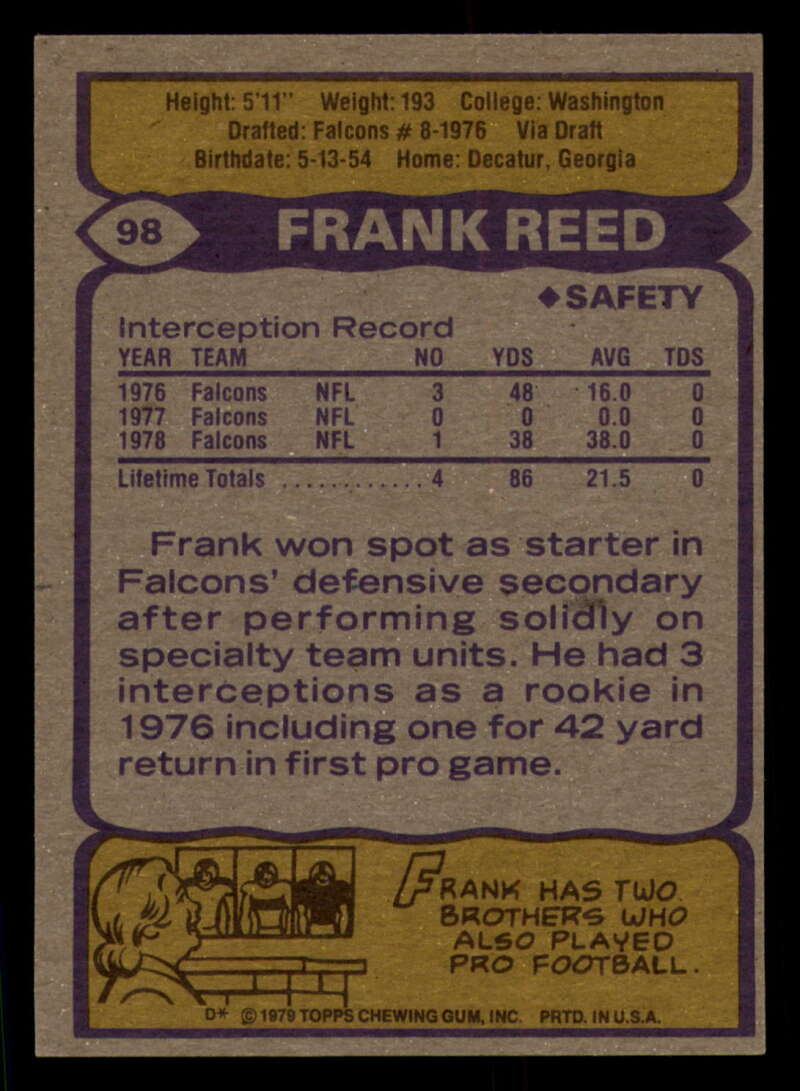 Height: 5'11" Weight: 193 College: Washington
Drafted: Falcons # 8-1976 Via Draft
Birthdate: 5-13-54 Home: Decatur, Georgia
98 FRANK REED
◆SAFETY
Interception Record
YEAR TEAM NO YDS AVG TDS
1976 Falcons NFL 3 48 16.0 0
1977 Falcons NFL 0 0 0.0 0
1978 Falcons NFL 1 38 38.0 0
Lifetime Totals ............ 4 86 21.5 0
Frank won spot as starter in
Falcons' defensive secondary
after performing solidly on
specialty team units. He had 3
interceptions as a rookie in
1976 including one for 42 yard
return in first pro game.
FRANK HAS TWO
BROTHERS WHO
ALSO PLAYED
PRO FOOTBALL.
D* © 1979 TOPPS CHEWING GUM, INC. PRTD. IN U.S.A.